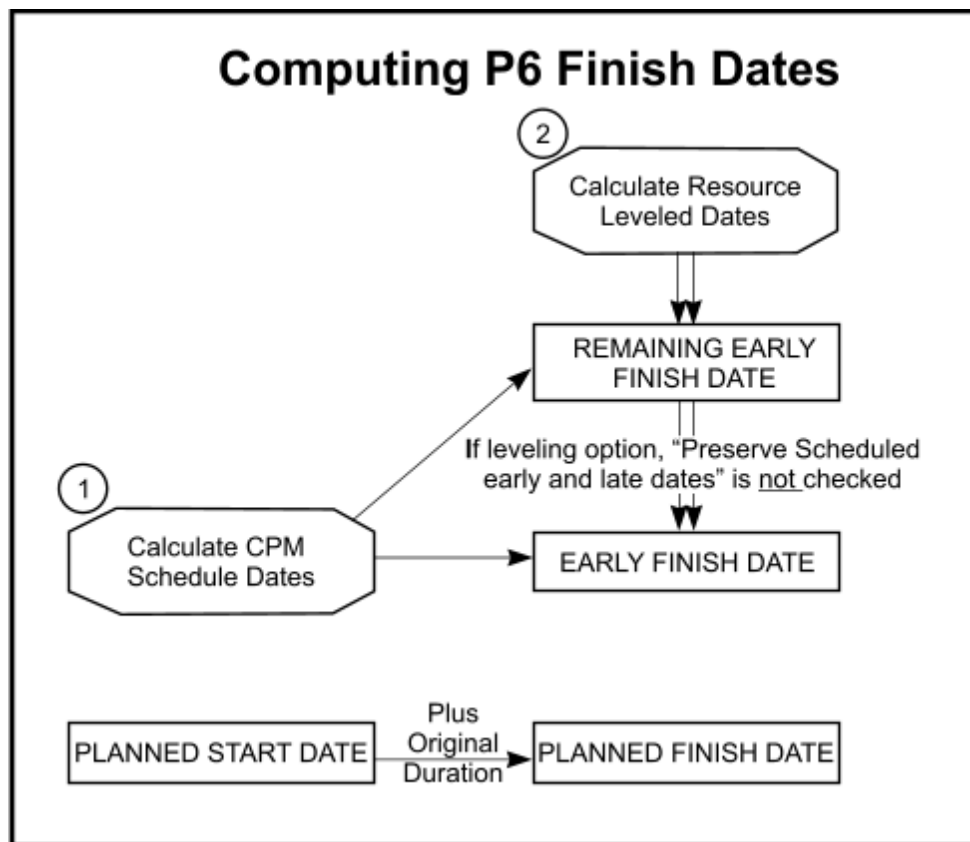 Computing P6 Finish Dates
2
Calculate Resource
Leveled Dates
REMAINING EARLY
FINISH DATE
If leveling option, “Preserve Scheduled
early and late dates” is not checked
1
Calculate CPM
Schedule Dates
EARLY FINISH DATE
PLANNED START DATE
Plus
Original
Duration
PLANNED FINISH DATE